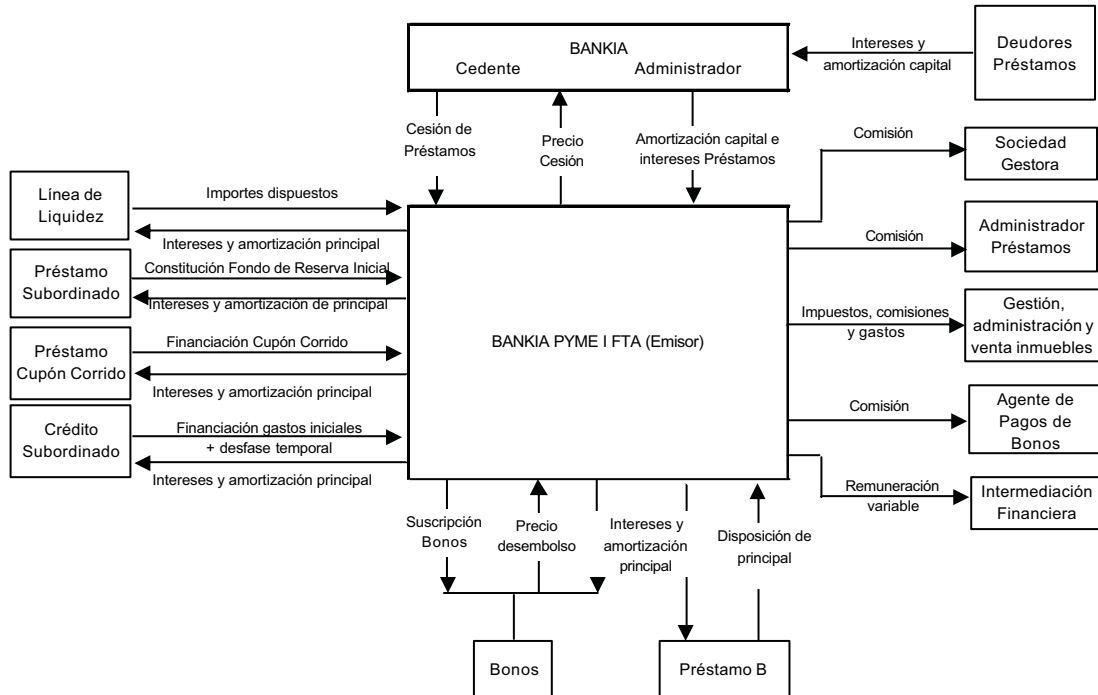 BANKIA
Cedente
Administrador
Intereses y
amortización capital
Deudores
Préstamos
Cesión de
Préstamos
Precio
Cesión
Amortización capital e
intereses Préstamos
Comisión
Sociedad
Gestora
Línea de
Liquidez
Importes dispuestos
Intereses y amortización principal
Comisión
Administrador
Préstamos
Préstamo
Subordinado
Constitución Fondo de Reserva Inicial
Intereses y amortización de principal
Impuestos, comisiones
y gastos
Gestión,
administración y
venta inmuebles
Préstamo
Cupón Corrido
Financiación Cupón Corrido
Intereses y amortización principal
BANKIA PYME I FTA (Emisor)
Comisión
Agente de
Pagos de
Bonos
Crédito
Subordinado
Financiación gastos iniciales
+ desfase temporal
Intereses y amortización principal
Remuneración
variable
Intermediación
Financiera
Suscripción
Bonos
Precio
desembolso
Intereses y
amortización
principal
Disposición de
principal
Bonos
Préstamo B